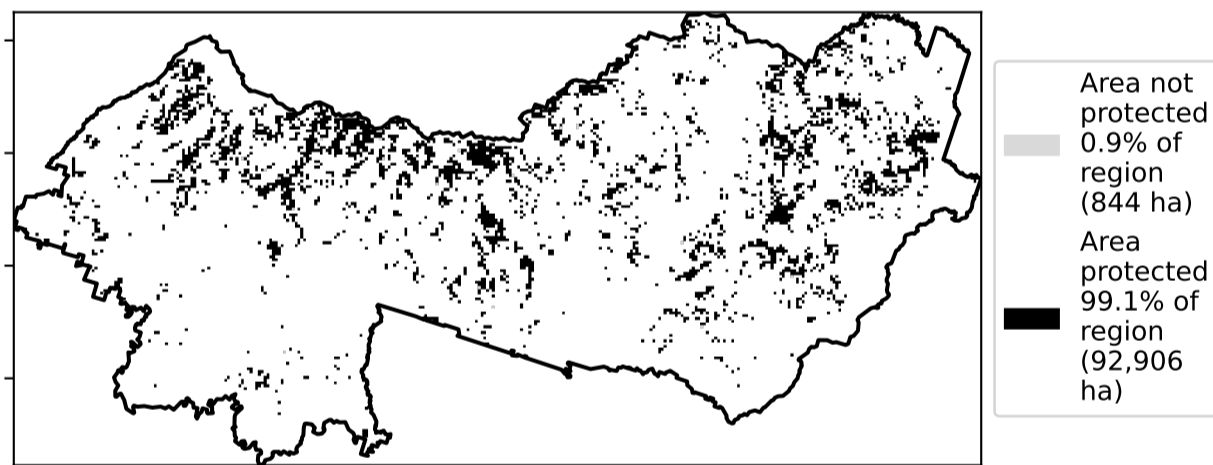 Area not
protected
0.9% of
region
(844 ha)
Area
protected
99.1% of
region
(92,906
ha)